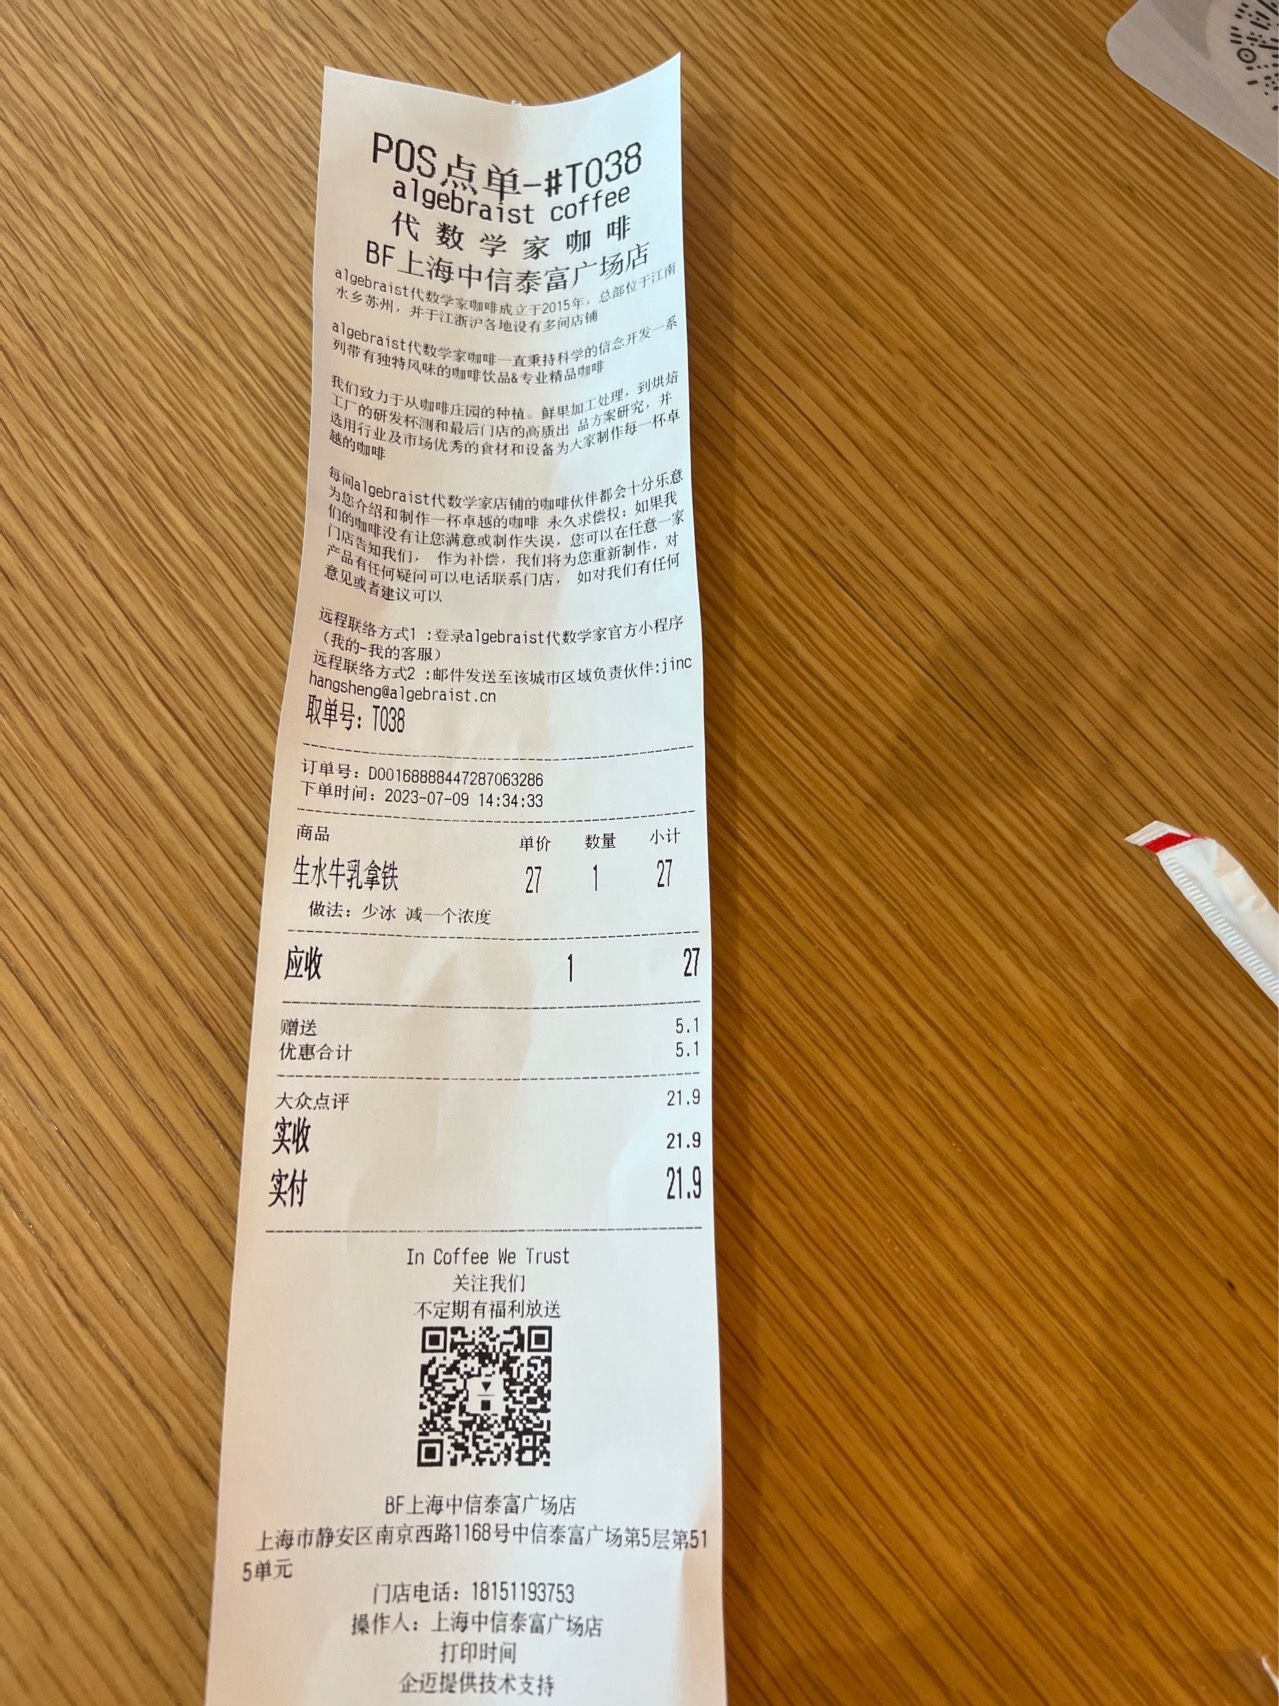 POS点单-#T038
algebraist coffee
代数学家咖啡
BF上海中信泰富广场店
algebraist代数学家咖啡成立于2015年，总部位于江南
水乡苏州，并于江浙沪各地设有多间店铺
algebraist代数学家咖啡一直秉持科学的信念开发一系
列带有独特风味的咖啡饮品&专业精品咖啡
我们致力于从咖啡庄园的种植。鲜果加工处理，到烘焙
工厂的研发杯测和最后门店的高质出 品方案研究，并
选用行业及市场优秀的食材和设备为大家制作每一杯卓
越的咖啡
每间algebraist代数学家店铺的咖啡伙伴都会十分乐意
为您介绍和制作一杯卓越的咖啡 永久求偿权：如果我
们的咖啡没有让您满意或制作失误，您可以在任意一家
门店告知我们， 作为补偿，我们将为您重新制作，对
产品有任何疑问可以电话联系门店， 如对我们有任何
意见或者建议可以
远程联络方式1 :登录algebraist代数学家官方小程序
（我的-我的客服）
远程联络方式2 :邮件发送至该城市区域负责伙伴:jinc
hangsheng@algebraist.cn
取单号：T038
订单号：D00168888447287063286
下单时间：2023-07-09 14:34:33
商品 单价 数量 小计
生水牛乳拿铁 27 1 27
做法：少冰 减一个浓度
应收 1 27
赠送 5.1
优惠合计 5.1
大众点评 21.9
实收 21.9
实付 21.9
In Coffee We Trust
关注我们
不定期有福利放送
BF上海中信泰富广场店
上海市静安区南京西路1168号中信泰富广场第5层第51
5单元
门店电话：18151193753
操作人：上海中信泰富广场店
打印时间
企迈提供技术支持